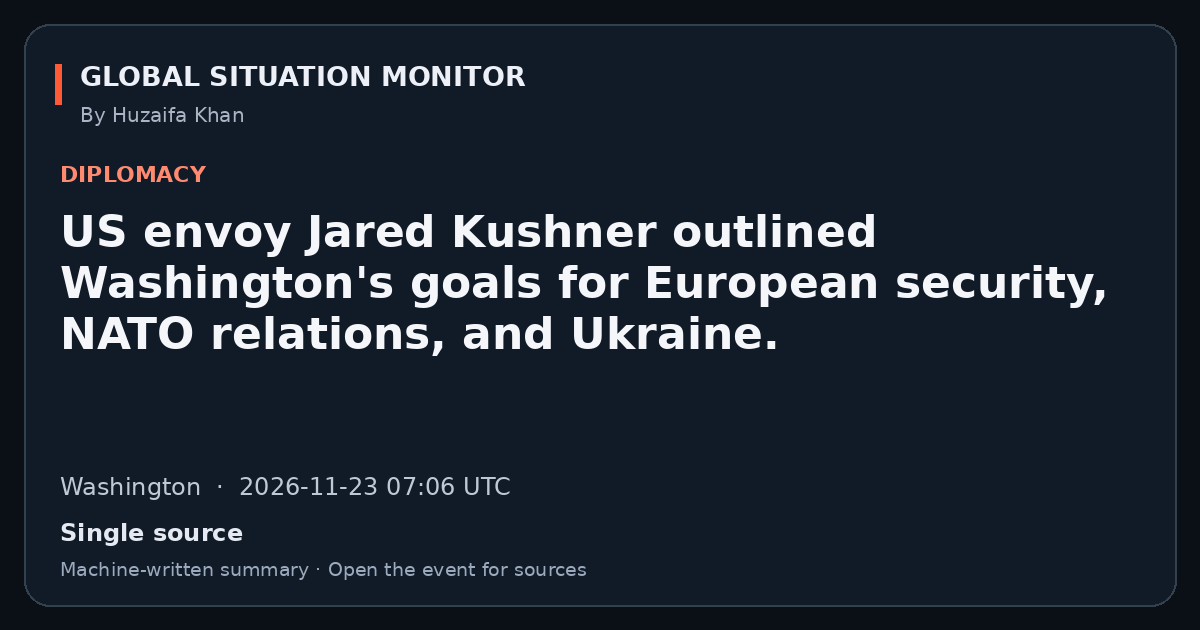 GLOBAL SITUATION MONITOR
By Huzaifa Khan
DIPLOMACY
US envoy Jared Kushner outlined
Washington's goals for European security,
NATO relations, and Ukraine.
Washington · 2026-11-23 07:06 UTC
Single source
Machine-written summary · Open the event for sources